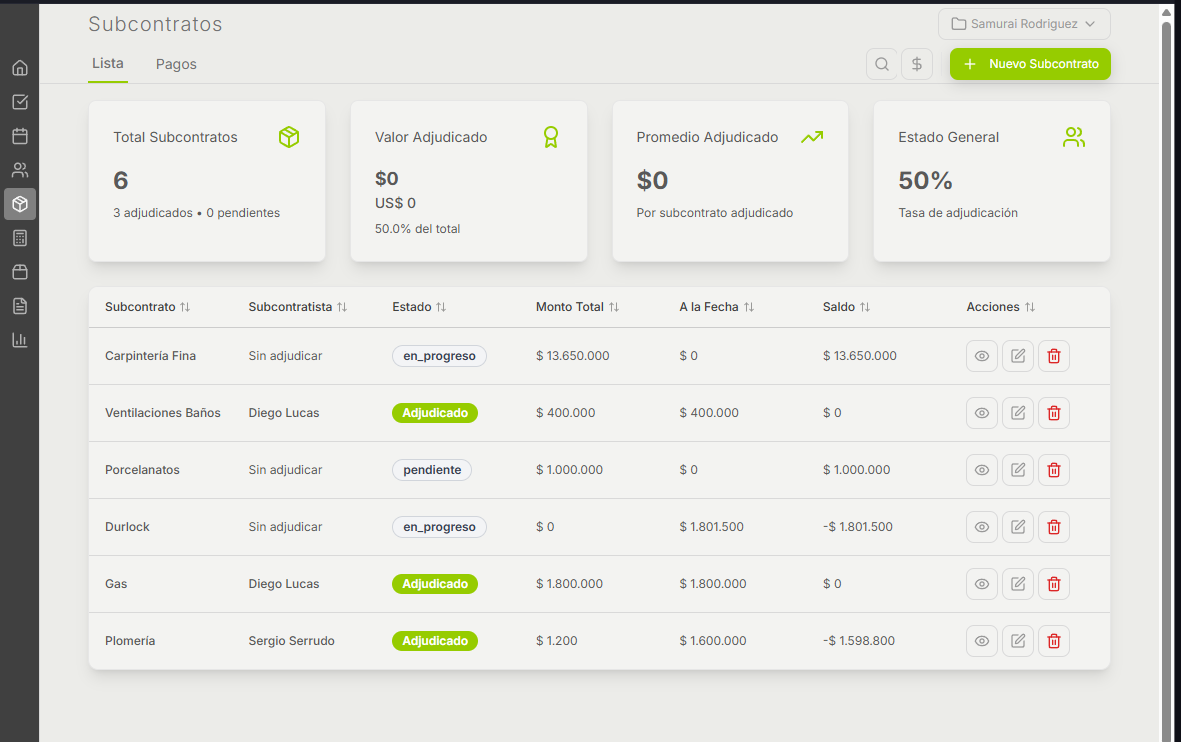 Subcontratos
Samurai Rodriguez
Lista Pagos
$
+ Nuevo Subcontrato
Total Subcontratos
6
3 adjudicados • 0 pendientes
Valor Adjudicado
$0
US$ 0
50.0% del total
Promedio Adjudicado
$0
Por subcontrato adjudicado
Estado General
50%
Tasa de adjudicación
Subcontrato Subcontratista Estado Monto Total A la Fecha Saldo Acciones
Carpintería Fina Sin adjudicar en_progreso $ 13.650.000 $ 0 $ 13.650.000
Ventilaciones Baños Diego Lucas Adjudicado $ 400.000 $ 400.000 $ 0
Porcelanatos Sin adjudicar pendiente $ 1.000.000 $ 0 $ 1.000.000
Durlock Sin adjudicar en_progreso $ 0 $ 1.801.500 -$ 1.801.500
Gas Diego Lucas Adjudicado $ 1.800.000 $ 1.800.000 $ 0
Plomería Sergio Serrudo Adjudicado $ 1.200 $ 1.600.000 -$ 1.598.800